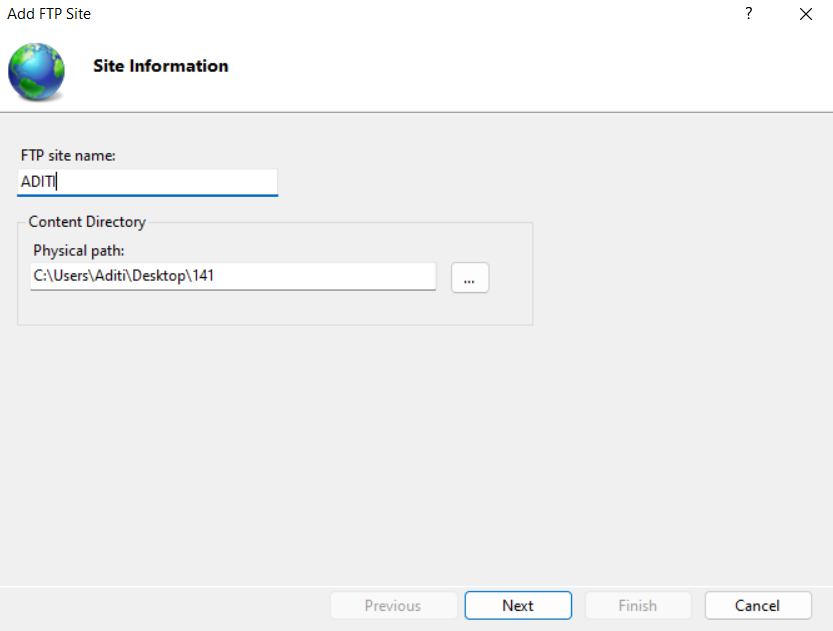 Add FTP Site
Site Information
FTP site name:
ADITI
Content Directory
Physical path:
C:\Users\Aditi\Desktop\141
...
Previous Next Finish Cancel